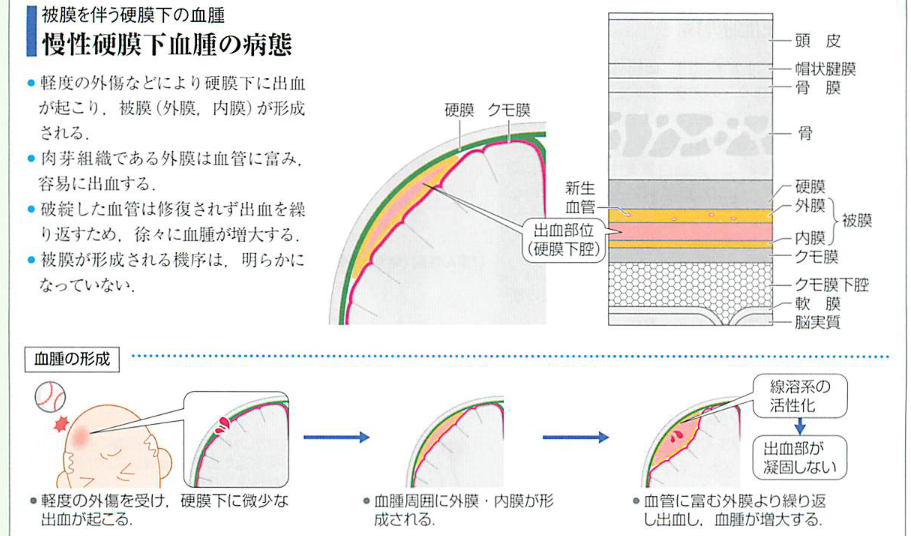 被膜を伴う硬膜下の血腫
慢性硬膜下血腫の病態
● 軽度の外傷などにより硬膜下に出血
が起こり，被膜(外膜，内膜)が形成
される．
● 肉芽組織である外膜は血管に富み，
容易に出血する．
● 破綻した血管は修復されず出血を繰
り返すため，徐々に血腫が増大する．
● 被膜が形成される機序は，明らかに
なっていない．
硬膜 クモ膜
新生
血管
出血部位
(硬膜下腔)
頭 皮
帽状腱膜
骨 膜
骨
硬膜
外膜
被膜
内膜
クモ膜
クモ膜下腔
軟 膜
脳実質
血腫の形成
● 軽度の外傷を受け，硬膜下に微少な
出血が起こる．
● 血腫周囲に外膜・内膜が形
成される．
線溶系の
活性化
出血部が
凝固しない
● 血管に富む外膜より繰り返
し出血し，血腫が増大する．